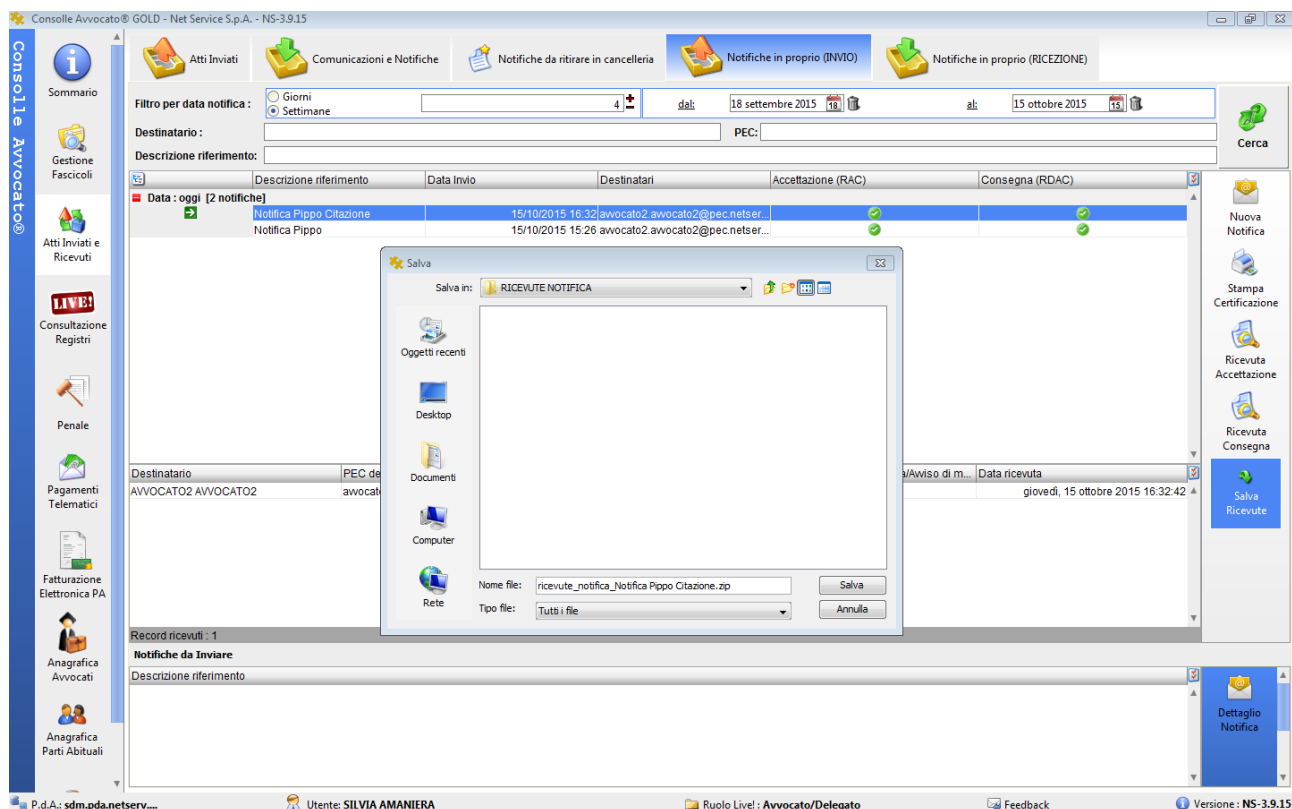 Consolle Avvocato® GOLD - Net Service S.p.A. - NS-3.9.15
Consolle Avvocato®
Sommario
Gestione
Fascicoli
Atti Inviati e
Ricevuti
LIVE!
Consultazione
Registri
Penale
Pagamenti
Telematici
Fatturazione
Elettronica PA
Anagrafica
Avvocati
Anagrafica
Parti Abituali
Atti Inviati
Comunicazioni e Notifiche
Notifiche da ritirare in cancelleria
Notifiche in proprio (INVIO)
Notifiche in proprio (RICEZIONE)
Filtro per data notifica :
Giorni
Settimane
4
dal:
18 settembre 2015
18
al:
15 ottobre 2015
15
Destinatario :
PEC:
Descrizione riferimento:
Cerca
Descrizione riferimento Data Invio Destinatari Accettazione (RAC) Consegna (RDAC)
Data : oggi [2 notifiche]
Notifica Pippo Citazione 15/10/2015 16:32 avvocato2.avvocato2@pec.netser...
Notifica Pippo 15/10/2015 15:26 avvocato2.avvocato2@pec.netser...
Salva
Salva in: RICEVUTE NOTIFICA
Oggetti recenti
Desktop
Documenti
Computer
Rete
Nome file: ricevute_notifica_Notifica Pippo Citazione.zip Salva
Tipo file: Tutti i file Annulla
Destinatario PEC de a/Avviso di m... Data ricevuta
AVVOCATO2 AVVOCATO2 avvocat giovedì, 15 ottobre 2015 16:32:42
Record ricevuti : 1
Notifiche da Inviare
Descrizione riferimento
Nuova
Notifica
Stampa
Certificazione
Ricevuta
Accettazione
Ricevuta
Consegna
Salva
Ricevute
Dettaglio
Notifica
P.d.A.: sdm.pda.netserv.... Utente: SILVIA AMANIERA Ruolo Live! : Avvocato/Delegato Feedback Versione : NS-3.9.15